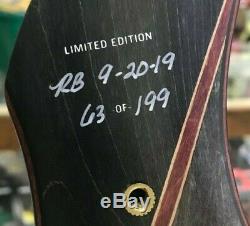 LIMITED EDITION
RB 9-20-19
63 -OF- 199